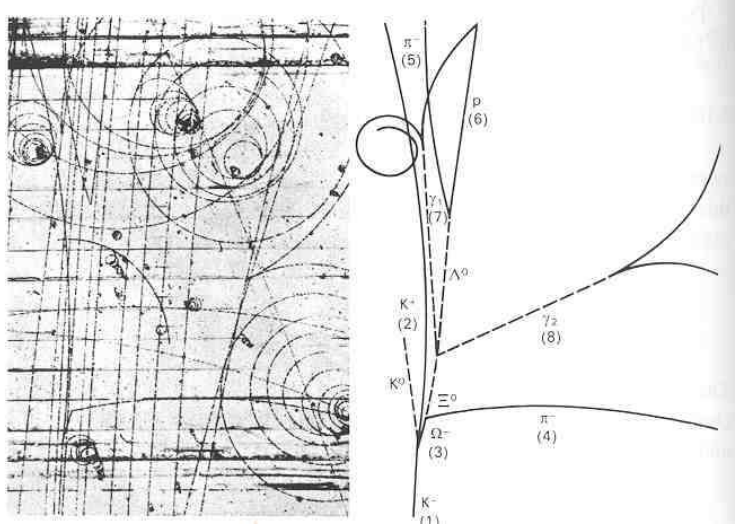 π⁻
(5)
p
(6)
γ₁
(7)
Λ⁰
K⁺
(2)
γ₂
(8)
K⁰
Ξ⁰
Ω⁻
(3)
π⁻
(4)
K⁻
(1)